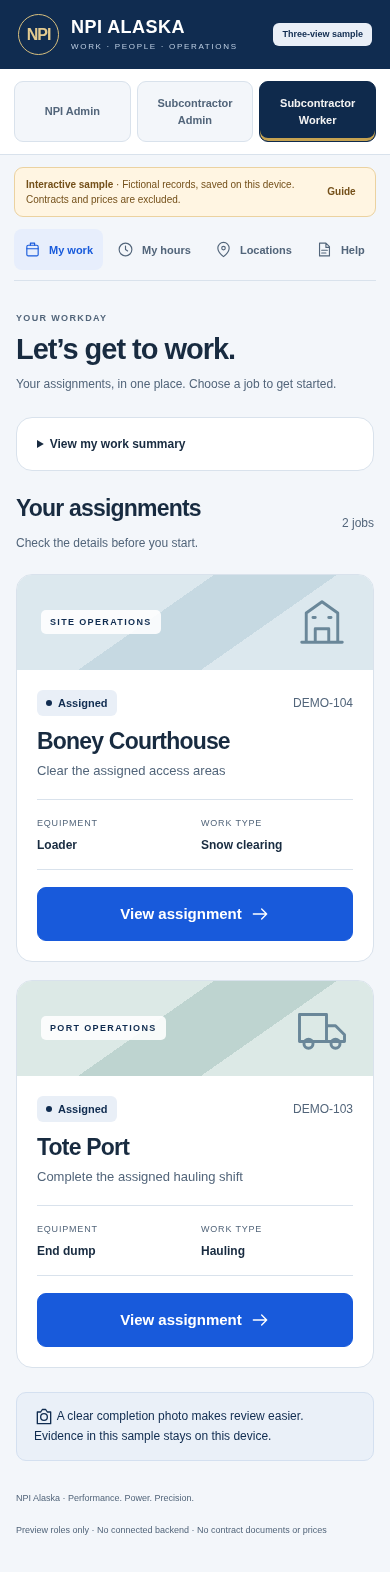 NPI
NPI ALASKA
WORK · PEOPLE · OPERATIONS
Three-view sample
NPI Admin
Subcontractor Admin
Subcontractor Worker
Interactive sample · Fictional records, saved on this device.
Contracts and prices are excluded.
Guide
My work
My hours
Locations
Help
YOUR WORKDAY
Let’s get to work.
Your assignments, in one place. Choose a job to get started.
View my work summary
Your assignments
2 jobs
Check the details before you start.
SITE OPERATIONS
Assigned
DEMO-104
Boney Courthouse
Clear the assigned access areas
EQUIPMENT
WORK TYPE
Loader
Snow clearing
View assignment
PORT OPERATIONS
Assigned
DEMO-103
Tote Port
Complete the assigned hauling shift
EQUIPMENT
WORK TYPE
End dump
Hauling
View assignment
A clear completion photo makes review easier.
Evidence in this sample stays on this device.
NPI Alaska · Performance. Power. Precision.
Preview roles only · No connected backend · No contract documents or prices